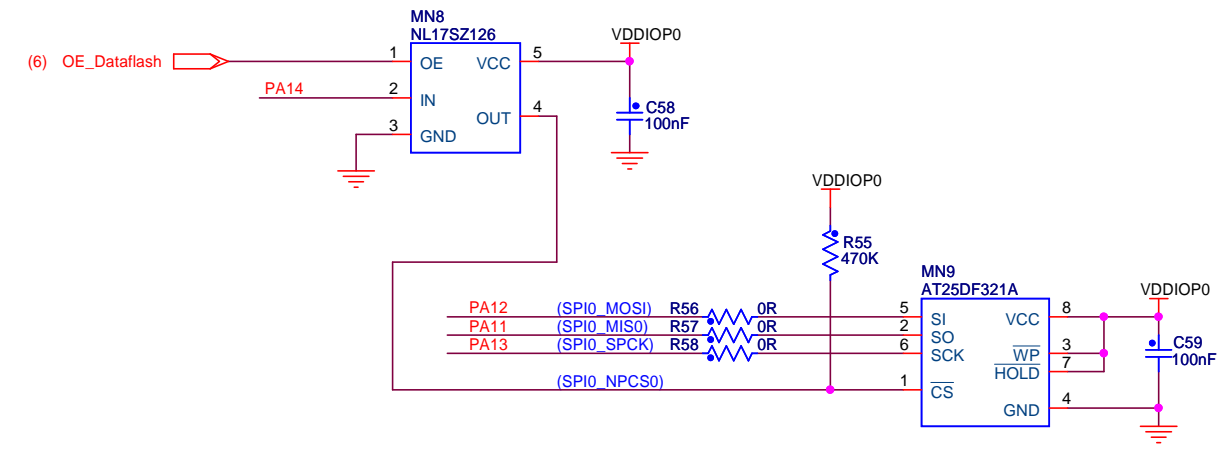 MN8
NL17SZ126
VDDIOP0
(6) OE_Dataflash
1 OE VCC 5
PA14
2 IN
C58
100nF
OUT 4
3 GND
VDDIOP0
R55
470K
MN9
AT25DF321A
VDDIOP0
PA12 (SPI0_MOSI) R56 0R 5 SI VCC 8
PA11 (SPI0_MIS0) R57 0R 2 SO
PA13 (SPI0_SPCK) R58 0R 6 SCK WP 3
HOLD 7
C59
100nF
(SPI0_NPCS0) 1 CS
GND 4